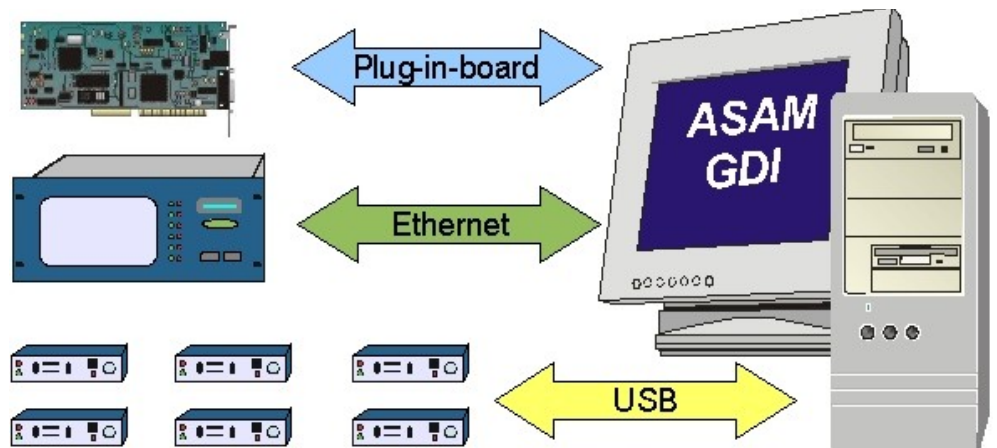 Plug-in-board
ASAM
GDI
Ethernet
USB